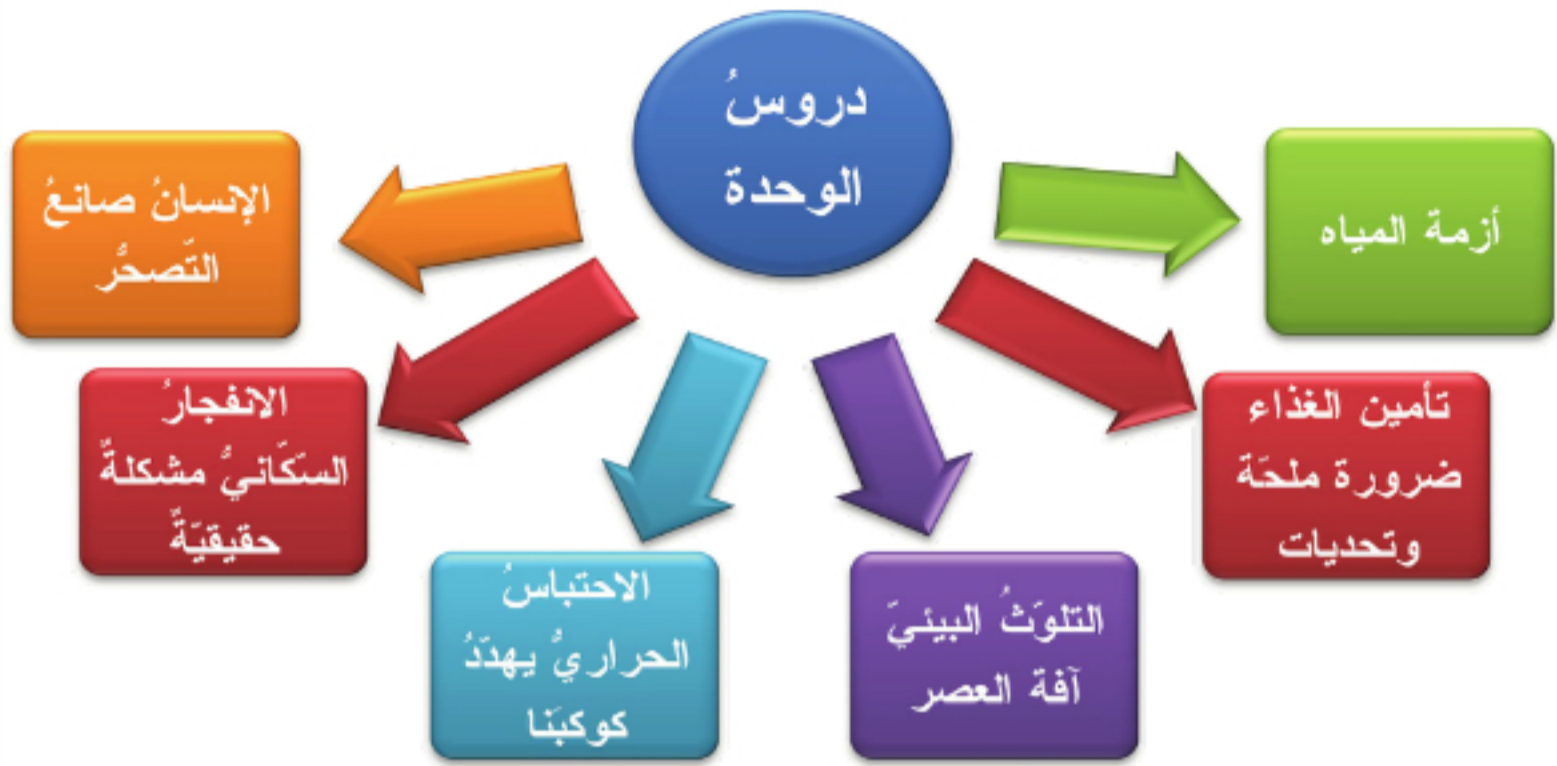 دروسُ
الوحدة
أزمة المياه
تأمين الغذاء
ضرورة ملحّة
وتحديات
التلوّثُ البيئيّ
آفة العصر
الاحتباسُ
الحراريُّ يهدّدُ
كوكبَنا
الانفجارُ
السّكّانيُّ مشكلةٌ
حقيقيّةٌ
الإنسانُ صانعُ
التّصحُّر